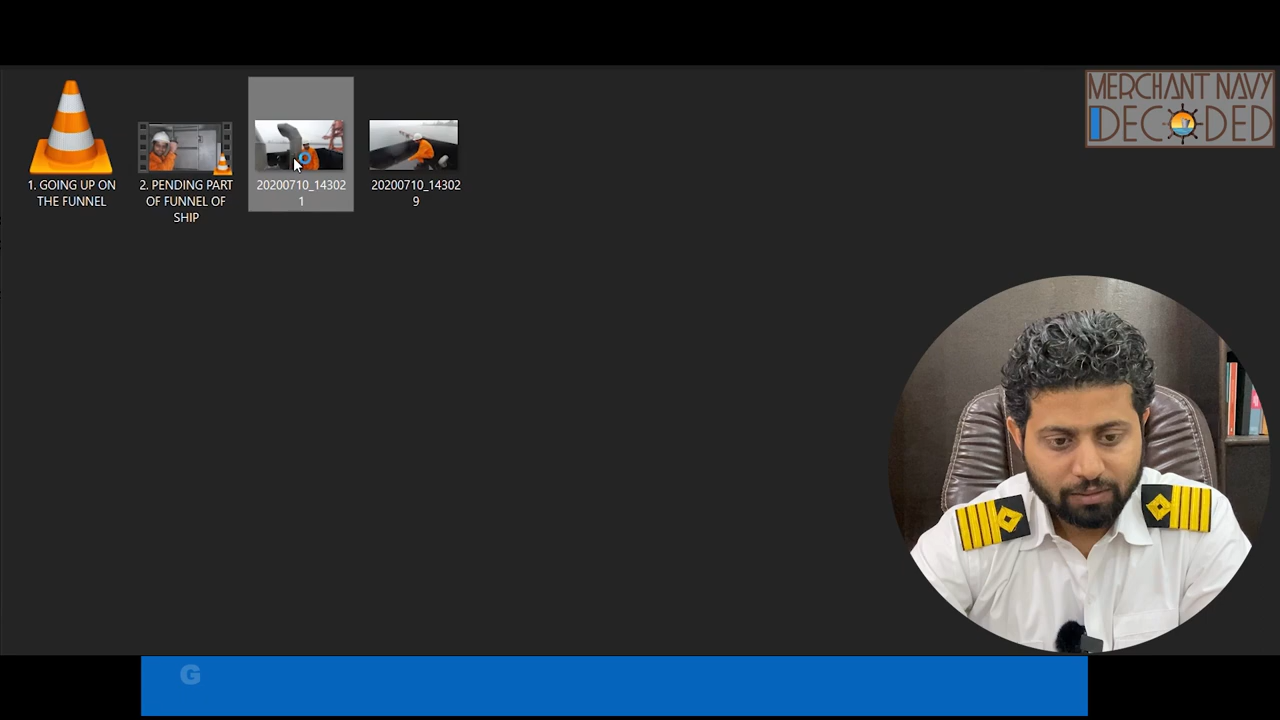 MERCHANT NAVY
DECODED
1. GOING UP ON
THE FUNNEL
2. PENDING PART
OF FUNNEL OF
SHIP
20200710_14302
1
20200710_14302
9
G